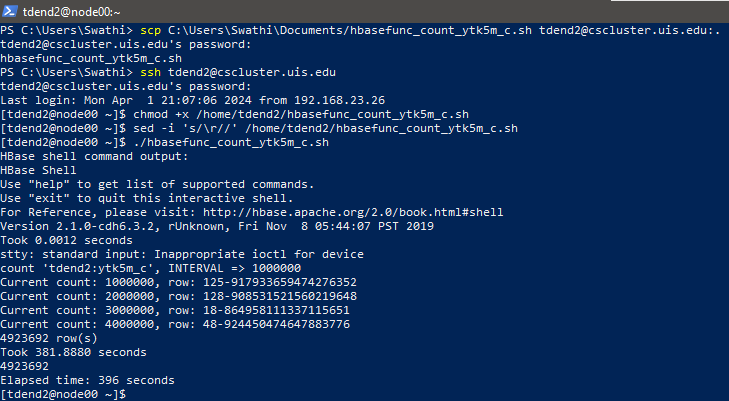 tdend2@node00:~
PS C:\Users\Swathi> scp C:\Users\Swathi\Documents/hbasefunc_count_ytk5m_c.sh tdend2@cscluster.uis.edu:.
tdend2@cscluster.uis.edu's password:
hbasefunc_count_ytk5m_c.sh
PS C:\Users\Swathi> ssh tdend2@cscluster.uis.edu
tdend2@cscluster.uis.edu's password:
Last login: Mon Apr  1 21:07:06 2024 from 192.168.23.26
[tdend2@node00 ~]$ chmod +x /home/tdend2/hbasefunc_count_ytk5m_c.sh
[tdend2@node00 ~]$ sed -i 's/\r//' /home/tdend2/hbasefunc_count_ytk5m_c.sh
[tdend2@node00 ~]$ ./hbasefunc_count_ytk5m_c.sh
HBase shell command output:
HBase Shell
Use "help" to get list of supported commands.
Use "exit" to quit this interactive shell.
For Reference, please visit: http://hbase.apache.org/2.0/book.html#shell
Version 2.1.0-cdh6.3.2, rUnknown, Fri Nov  8 05:44:07 PST 2019
Took 0.0012 seconds
stty: standard input: Inappropriate ioctl for device
count 'tdend2:ytk5m_c', INTERVAL => 1000000
Current count: 1000000, row: 125-917933659474276352
Current count: 2000000, row: 128-908531521560219648
Current count: 3000000, row: 18-864958111337115651
Current count: 4000000, row: 48-924450474647883776
4923692 row(s)
Took 381.8880 seconds
4923692
Elapsed time: 396 seconds
[tdend2@node00 ~]$